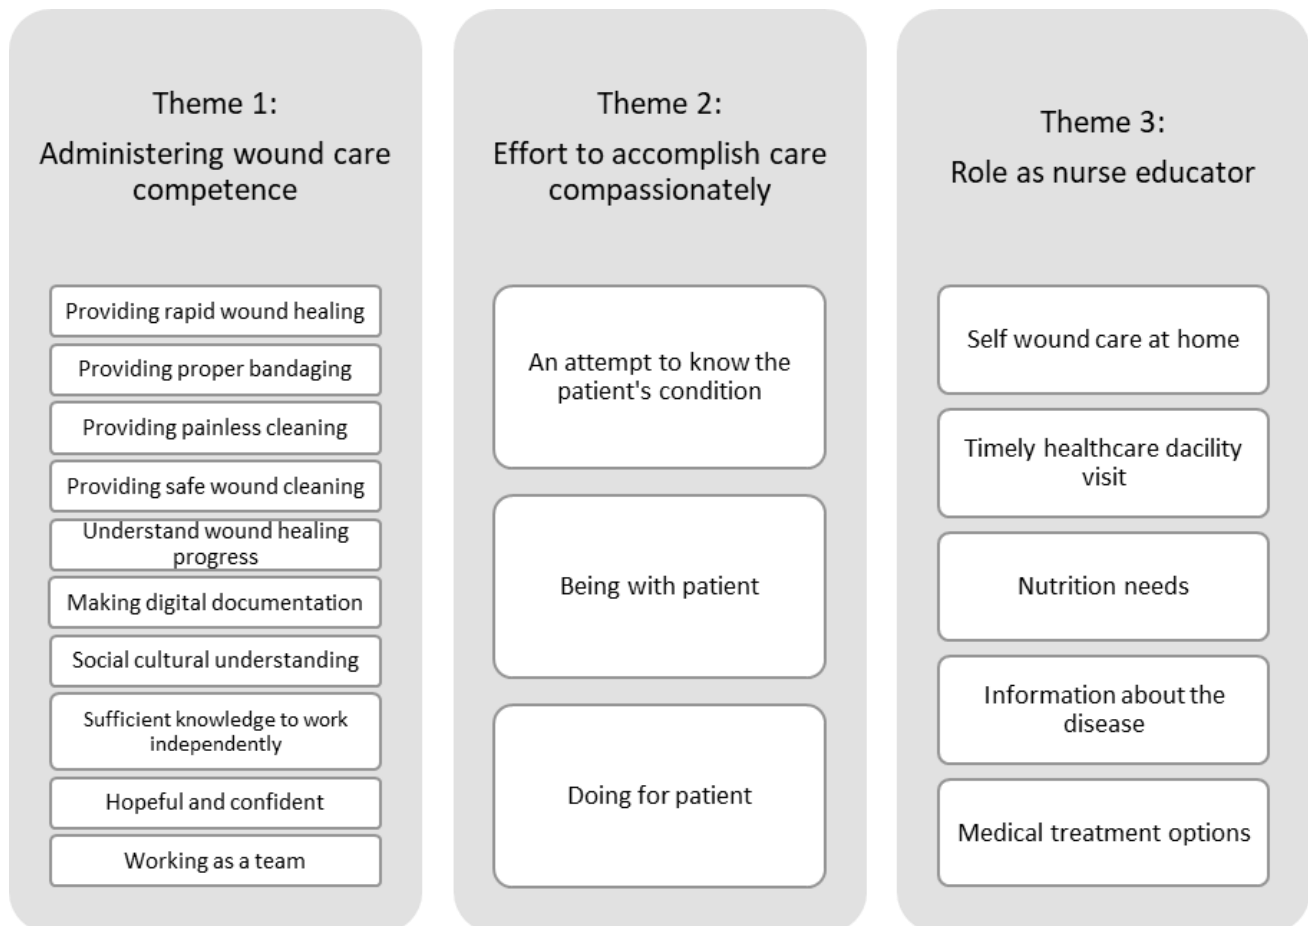 Theme 1:
Administering wound care
competence
Providing rapid wound healing
Providing proper bandaging
Providing painless cleaning
Providing safe wound cleaning
Understand wound healing
progress
Making digital documentation
Social cultural understanding
Sufficient knowledge to work
independently
Hopeful and confident
Working as a team
Theme 2:
Effort to accomplish care
compassionately
An attempt to know the
patient's condition
Being with patient
Doing for patient
Theme 3:
Role as nurse educator
Self wound care at home
Timely healthcare dacility
visit
Nutrition needs
Information about the
disease
Medical treatment options